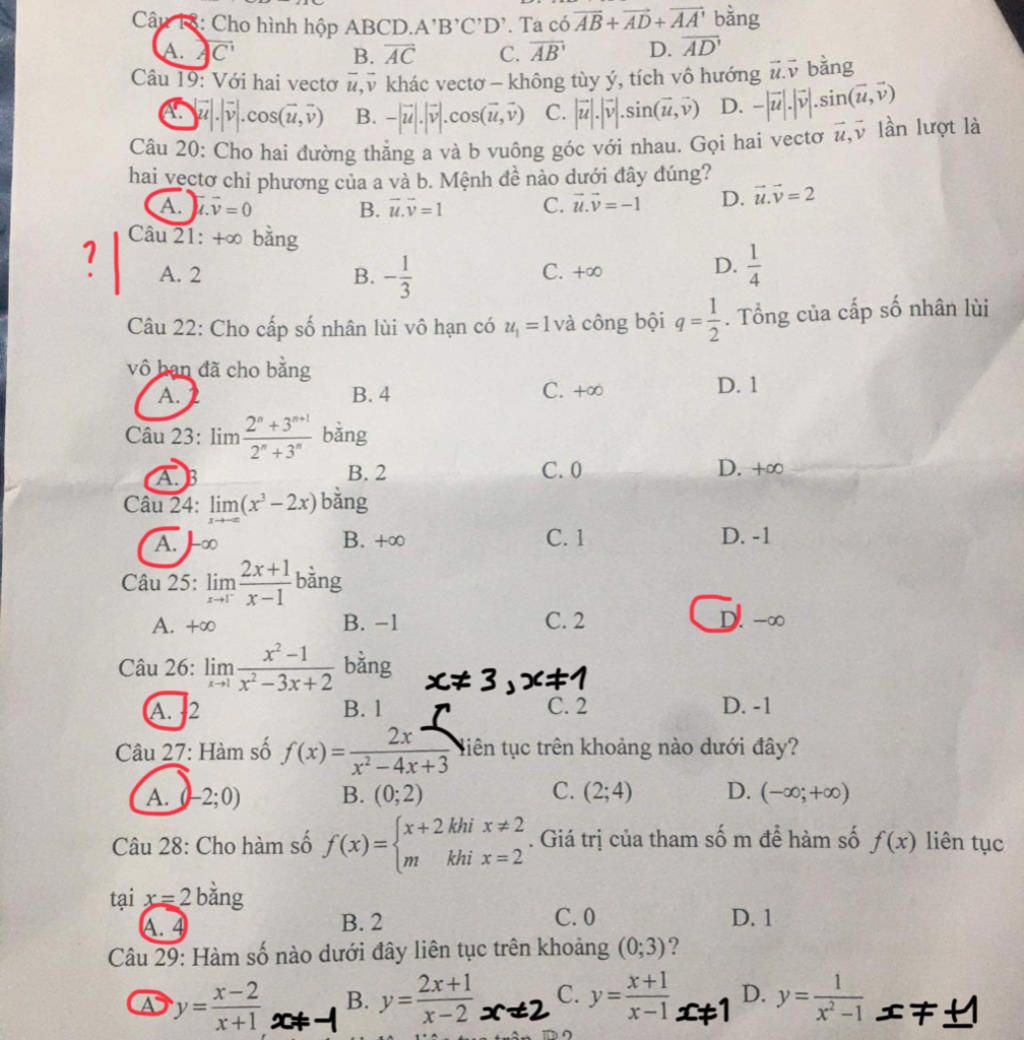 Câu 18: Cho hình hộp ABCD.A'B'C'D'. Ta có $\overrightarrow{AB}+\overrightarrow{AD}+\overrightarrow{AA'}$ bằng
A. $\overrightarrow{AC'}$ B. $\overrightarrow{AC}$ C. $\overrightarrow{AB'}$ D. $\overrightarrow{AD'}$
Câu 19: Với hai vectơ $\vec{u},\vec{v}$ khác vectơ – không tùy ý, tích vô hướng $\vec{u}.\vec{v}$ bằng
A. $|\vec{u}|.|\vec{v}|.\cos(\vec{u},\vec{v})$ B. $-|\vec{u}|.|\vec{v}|.\cos(\vec{u},\vec{v})$ C. $|\vec{u}|.|\vec{v}|.\sin(\vec{u},\vec{v})$ D. $-|\vec{u}|.|\vec{v}|.\sin(\vec{u},\vec{v})$
Câu 20: Cho hai đường thẳng a và b vuông góc với nhau. Gọi hai vectơ $\vec{u},\vec{v}$ lần lượt là
hai vectơ chỉ phương của a và b. Mệnh đề nào dưới đây đúng?
A. $\vec{u}.\vec{v}=0$ B. $\vec{u}.\vec{v}=1$ C. $\vec{u}.\vec{v}=-1$ D. $\vec{u}.\vec{v}=2$
? Câu 21: $+\infty$ bằng
A. 2 B. $-\frac{1}{3}$ C. $+\infty$ D. $\frac{1}{4}$
Câu 22: Cho cấp số nhân lùi vô hạn có $u_1=1$ và công bội $q=\frac{1}{2}$. Tổng của cấp số nhân lùi
vô hạn đã cho bằng
A. 2 B. 4 C. $+\infty$ D. 1
Câu 23: $\lim\frac{2^n+3^{n+1}}{2^n+3^n}$ bằng
A. 3 B. 2 C. 0 D. $+\infty$
Câu 24: $\lim_{x\to-\infty}(x^3-2x)$ bằng
A. $-\infty$ B. $+\infty$ C. 1 D. -1
Câu 25: $\lim_{x\to1^-}\frac{2x+1}{x-1}$ bằng
A. $+\infty$ B. $-1$ C. 2 D. $-\infty$
Câu 26: $\lim_{x\to1}\frac{x^2-1}{x^2-3x+2}$ bằng
x≠3, x≠1
A. -2 B. 1 C. 2 D. -1
Câu 27: Hàm số $f(x)=\frac{2x}{x^2-4x+3}$ liên tục trên khoảng nào dưới đây?
A. (-2;0) B. (0;2) C. (2;4) D. $(-\infty;+\infty)$
Câu 28: Cho hàm số $f(x)=\begin{cases}x+2\ khi\ x\neq2\\m\ khi\ x=2\end{cases}$. Giá trị của tham số m để hàm số $f(x)$ liên tục
tại $x=2$ bằng
A. 4 B. 2 C. 0 D. 1
Câu 29: Hàm số nào dưới đây liên tục trên khoảng (0;3)?
A. $y=\frac{x-2}{x+1}$ x≠-1 B. $y=\frac{2x+1}{x-2}$ x≠2 C. $y=\frac{x+1}{x-1}$ x≠1 D. $y=\frac{1}{x^2-1}$ x≠±1